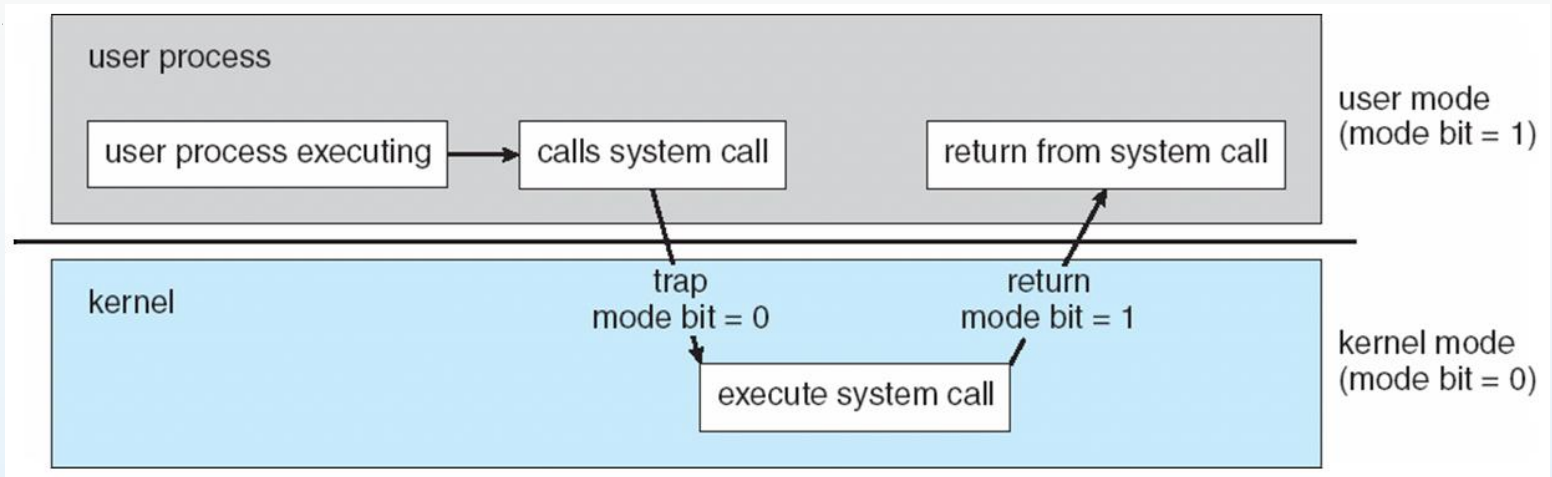 user process
user process executing
calls system call
return from system call
user mode
(mode bit = 1)
kernel
trap
mode bit = 0
return
mode bit = 1
execute system call
kernel mode
(mode bit = 0)